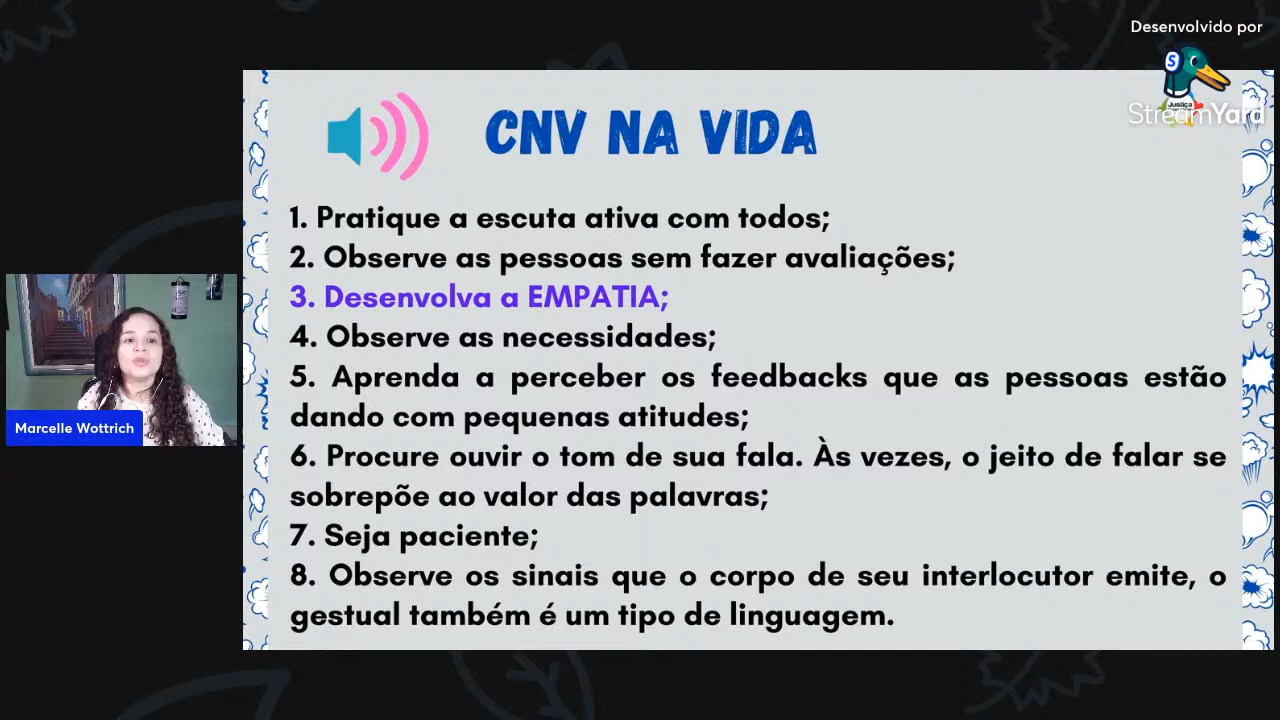 Desenvolvido por
S
Justiça
StreamYard
CNV NA VIDA
1. Pratique a escuta ativa com todos;
2. Observe as pessoas sem fazer avaliações;
3. Desenvolva a EMPATIA;
4. Observe as necessidades;
5. Aprenda a perceber os feedbacks que as pessoas estão
dando com pequenas atitudes;
6. Procure ouvir o tom de sua fala. Às vezes, o jeito de falar se
sobrepõe ao valor das palavras;
7. Seja paciente;
8. Observe os sinais que o corpo de seu interlocutor emite, o
gestual também é um tipo de linguagem.
Marcelle Wottrich